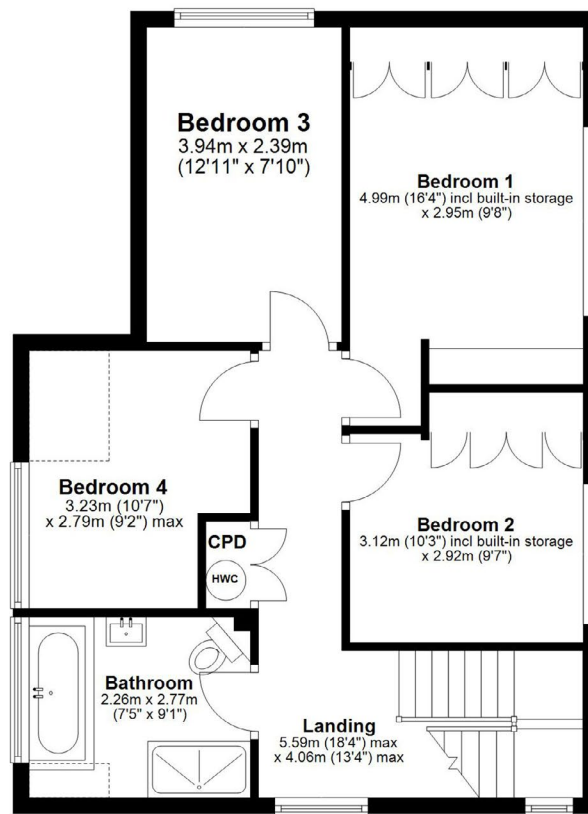 Bedroom 3
3.94m x 2.39m
(12'11" x 7'10")
Bedroom 1
4.99m (16'4") incl built-in storage
x 2.95m (9'8")
Bedroom 4
3.23m (10'7")
x 2.79m (9'2") max
CPD
HWC
Bedroom 2
3.12m (10'3") incl built-in storage
x 2.92m (9'7")
Bathroom
2.26m x 2.77m
(7'5" x 9'1")
Landing
5.59m (18'4") max
x 4.06m (13'4") max